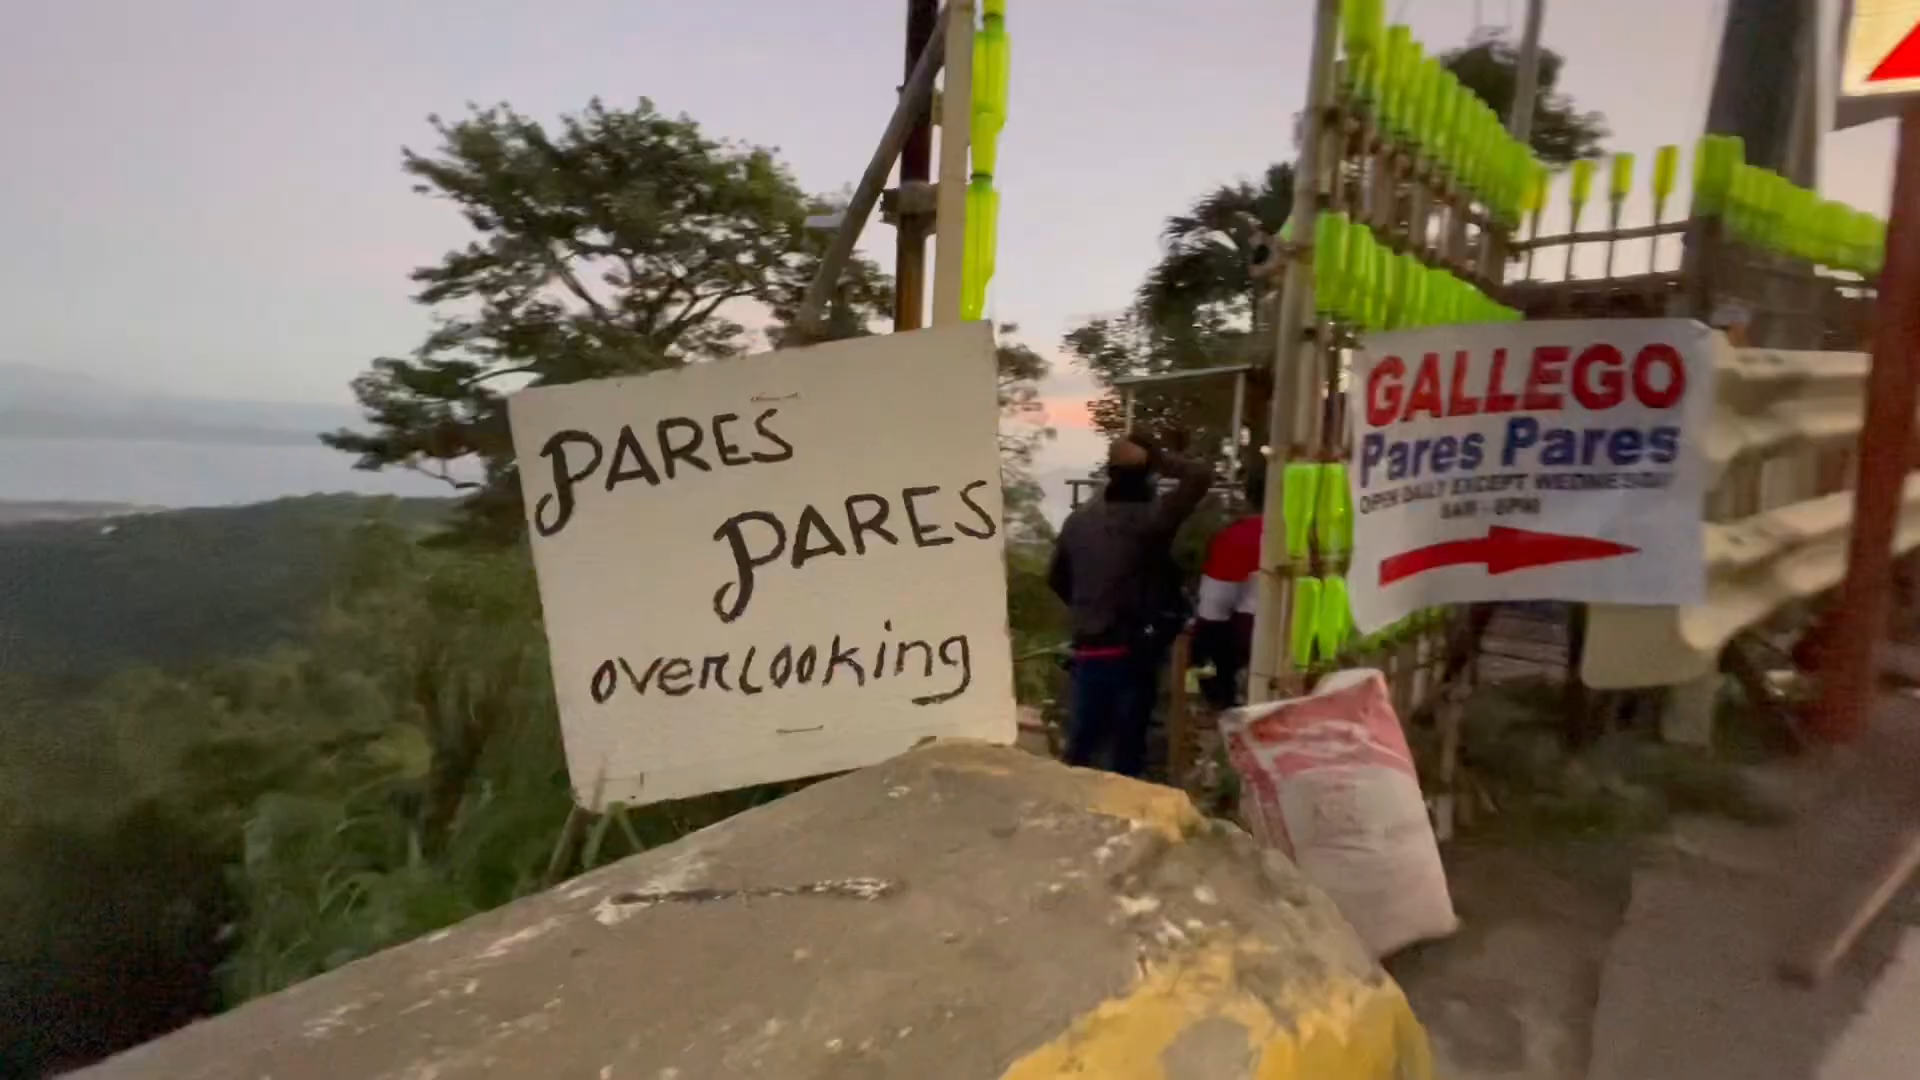 PARES
PARES
overlooking
GALLEGO
Pares Pares
OPEN DAILY EXCEPT WEDNESDAY